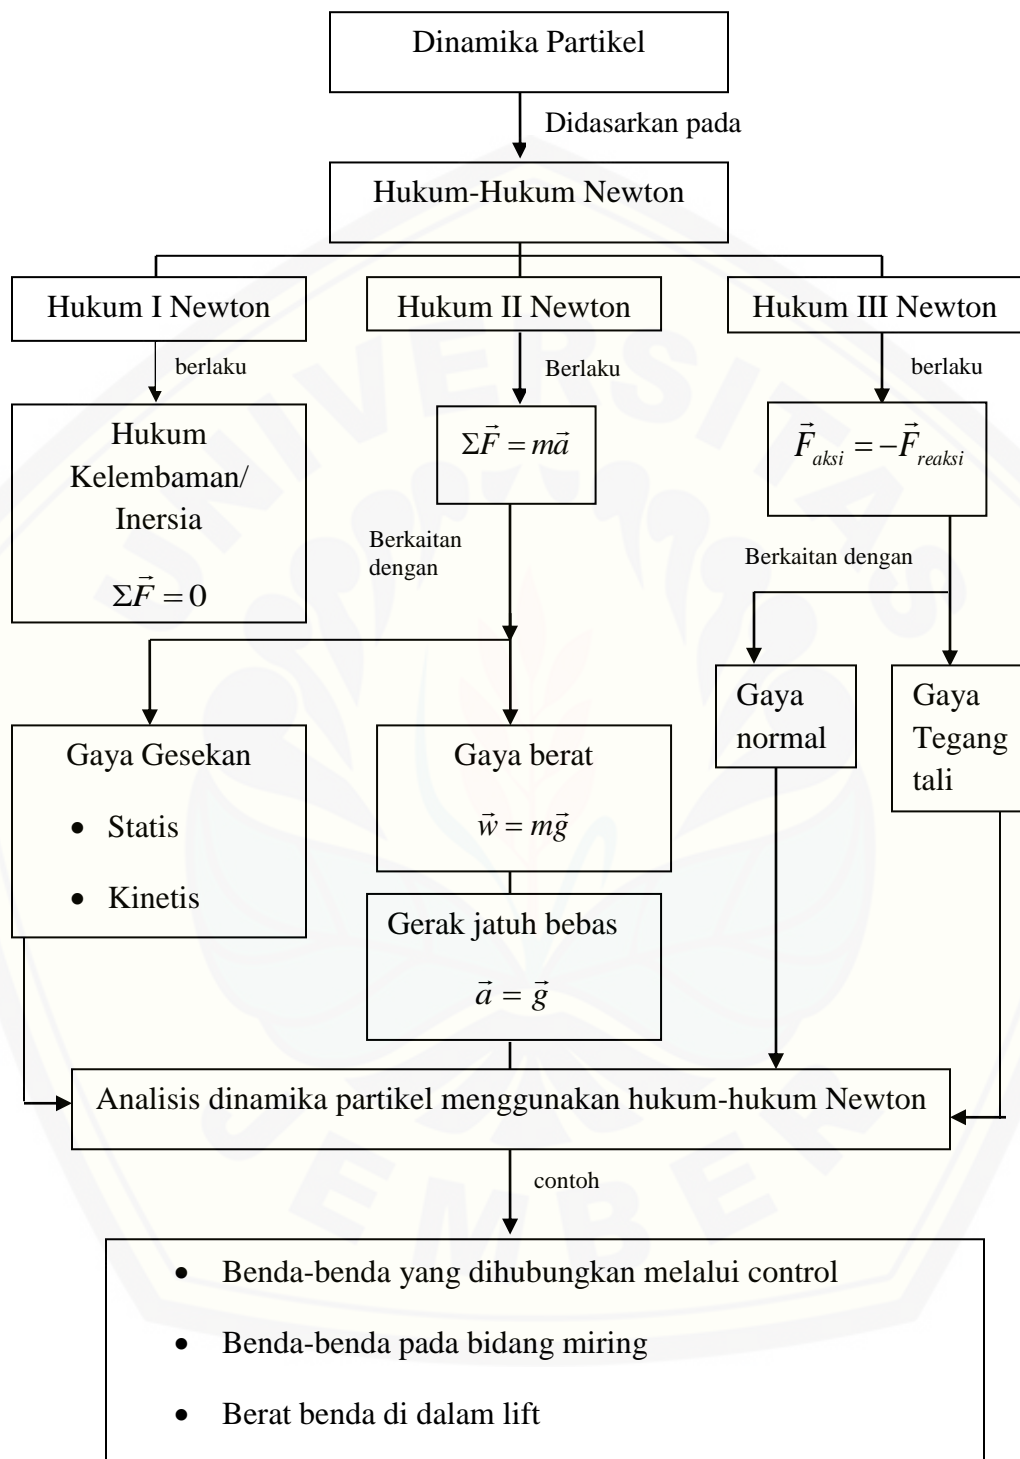 Dinamika Partikel
Didasarkan pada
Hukum-Hukum Newton
Hukum I Newton
Hukum II Newton
Hukum III Newton
berlaku
Berlaku
berlaku
Hukum
Kelembaman/
Inersia
ΣF⃗ = 0
ΣF⃗ = ma⃗
F⃗aksi = −F⃗reaksi
Berkaitan
dengan
Berkaitan dengan
Gaya
normal
Gaya
Tegang
tali
Gaya Gesekan
• Statis
• Kinetis
Gaya berat
w⃗ = mg⃗
Gerak jatuh bebas
a⃗ = g⃗
Analisis dinamika partikel menggunakan hukum-hukum Newton
contoh
• Benda-benda yang dihubungkan melalui control
• Benda-benda pada bidang miring
• Berat benda di dalam lift
UNIVERSITAS
JEMBER